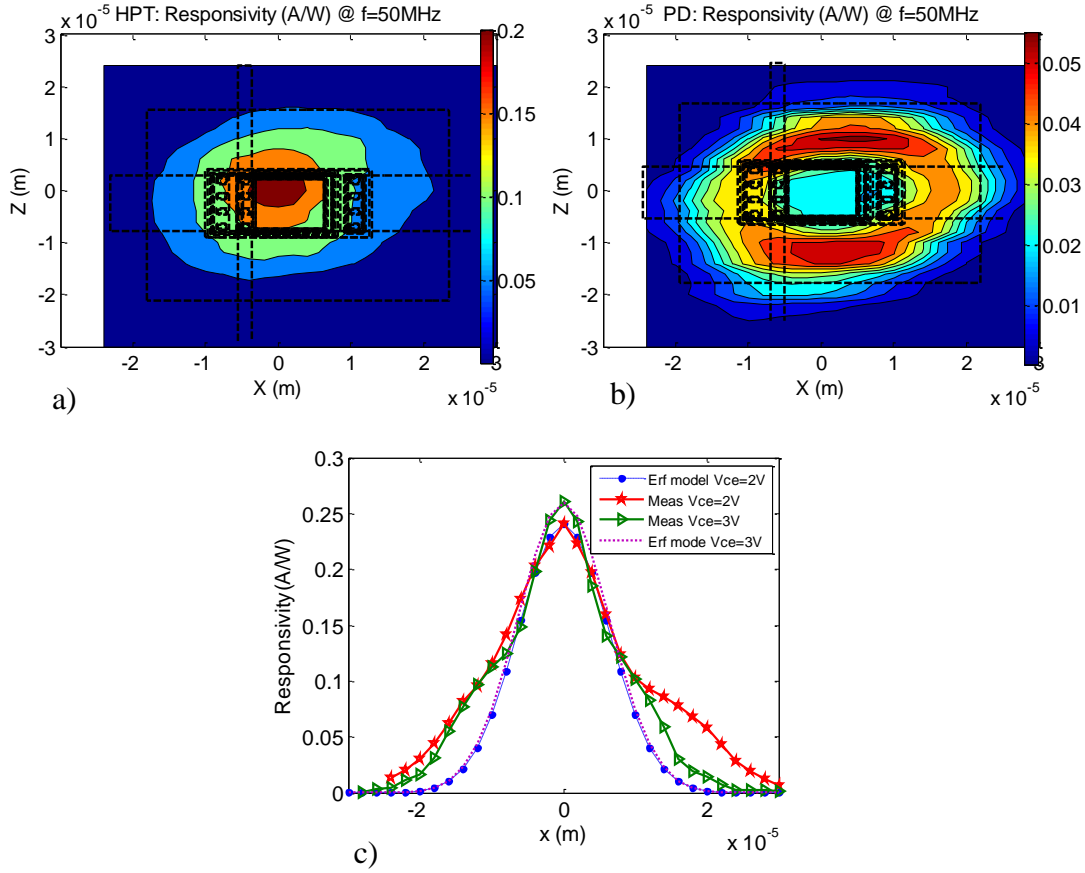 x 10^-5 HPT: Responsivity (A/W) @ f=50MHz
3
2
1
0
-1
-2
-3
Z (m)
-3 -2 -1 0 1 2 3
X (m)
x 10^-5
0.2
0.15
0.1
0.05
a)
x 10^-5 PD: Responsivity (A/W) @ f=50MHz
3
2
1
0
-1
-2
-3
Z (m)
-3 -2 -1 0 1 2 3
X (m)
x 10^-5
0.05
0.04
0.03
0.02
0.01
b)
0.3
0.25
0.2
0.15
0.1
0.05
0
Responsivity (A/W)
Erf model Vce=2V
Meas Vce=2V
Meas Vce=3V
Erf mode Vce=3V
-2 0 2
x (m)
x 10^-5
c)